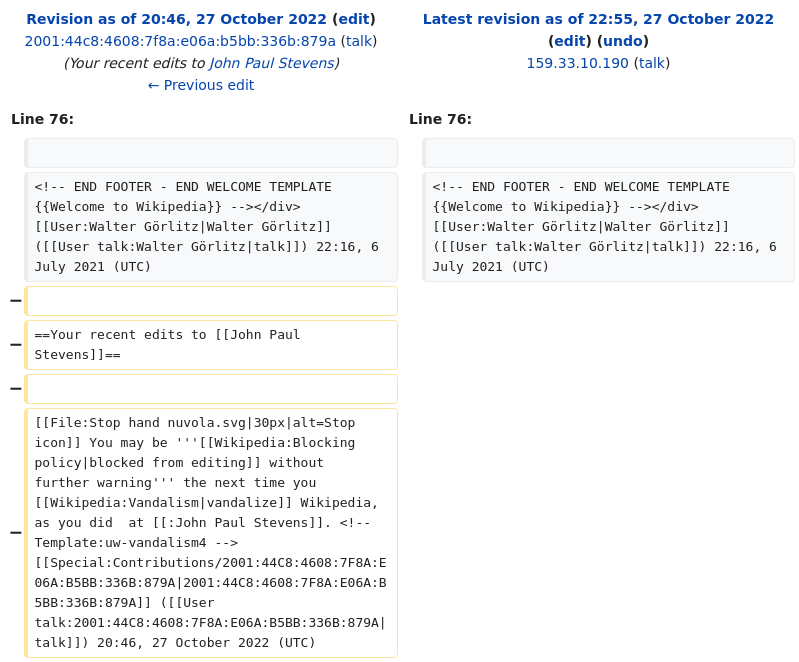 Revision as of 20:46, 27 October 2022 (edit)
2001:44c8:4608:7f8a:e06a:b5bb:336b:879a (talk)
(Your recent edits to John Paul Stevens)
← Previous edit
Latest revision as of 22:55, 27 October 2022
(edit) (undo)
159.33.10.190 (talk)
Line 76:
Line 76:
<!-- END FOOTER - END WELCOME TEMPLATE
{{Welcome to Wikipedia}} --></div>
[[User:Walter Görlitz|Walter Görlitz]]
([[User talk:Walter Görlitz|talk]]) 22:16, 6
July 2021 (UTC)
<!-- END FOOTER - END WELCOME TEMPLATE
{{Welcome to Wikipedia}} --></div>
[[User:Walter Görlitz|Walter Görlitz]]
([[User talk:Walter Görlitz|talk]]) 22:16, 6
July 2021 (UTC)
−
−
==Your recent edits to [[John Paul
Stevens]]==
−
−
[[File:Stop hand nuvola.svg|30px|alt=Stop
icon]] You may be '''[[Wikipedia:Blocking
policy|blocked from editing]] without
further warning''' the next time you
[[Wikipedia:Vandalism|vandalize]] Wikipedia,
as you did  at [[:John Paul Stevens]]. <!--
Template:uw-vandalism4 -->
[[Special:Contributions/2001:44C8:4608:7F8A:E
06A:B5BB:336B:879A|2001:44C8:4608:7F8A:E06A:B
5BB:336B:879A]] ([[User
talk:2001:44C8:4608:7F8A:E06A:B5BB:336B:879A|
talk]]) 20:46, 27 October 2022 (UTC)